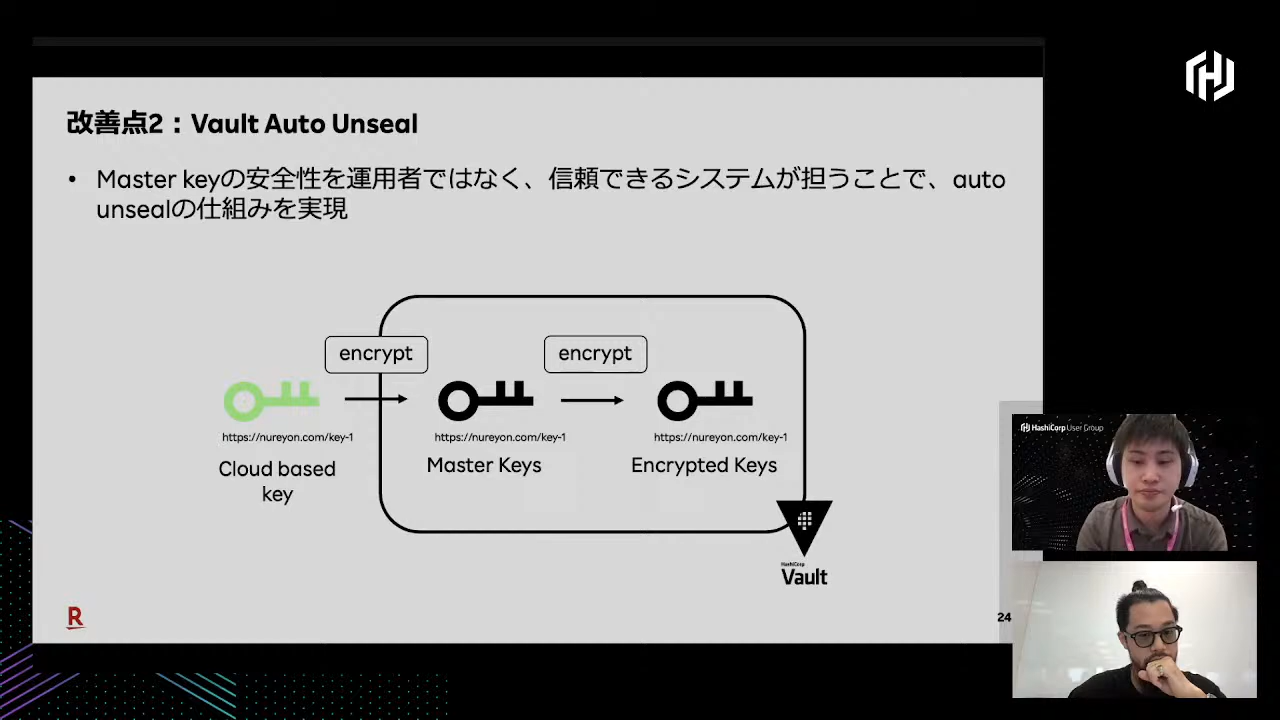 改善点2：Vault Auto Unseal
• Master keyの安全性を運用者ではなく、信頼できるシステムが担うことで、auto
unsealの仕組みを実現
encrypt
encrypt
https://nureyon.com/key-1
https://nureyon.com/key-1
https://nureyon.com/key-1
Cloud based
key
Master Keys
Encrypted Keys
HashiCorp
Vault
R
24
HashiCorp User Group